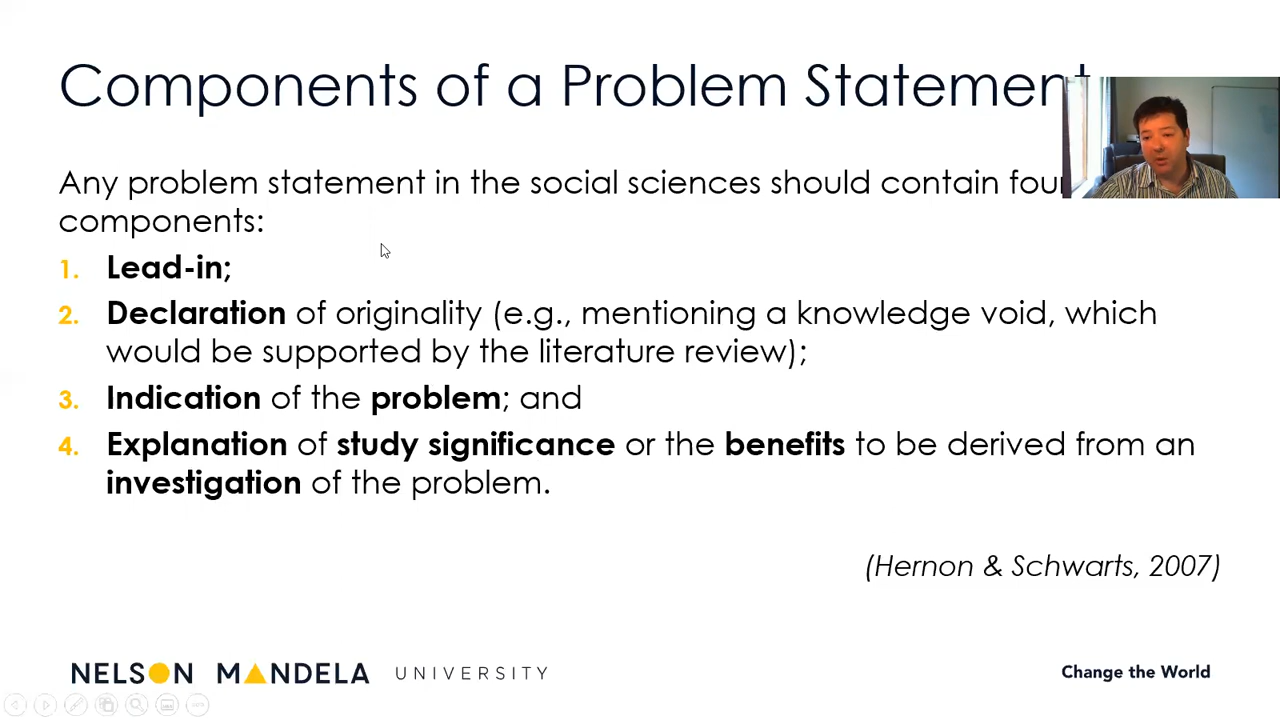 Components of a Problem Statement
Any problem statement in the social sciences should contain four
components:
1. Lead-in;
2. Declaration of originality (e.g., mentioning a knowledge void, which
would be supported by the literature review);
3. Indication of the problem; and
4. Explanation of study significance or the benefits to be derived from an
investigation of the problem.
(Hernon & Schwarts, 2007)
NELSON MANDELA UNIVERSITY
Change the World